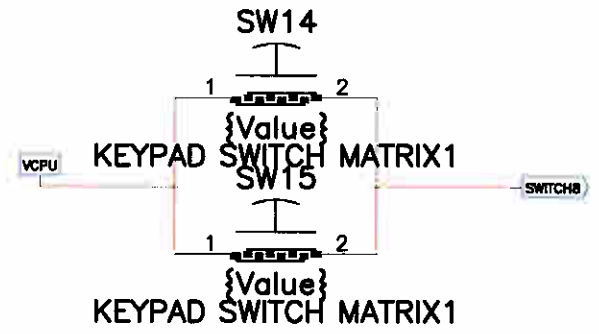 SW14
1 2
{Value}
KEYPAD SWITCH MATRIX1
VCPU
SW15
SWITCH8
1 2
{Value}
KEYPAD SWITCH MATRIX1